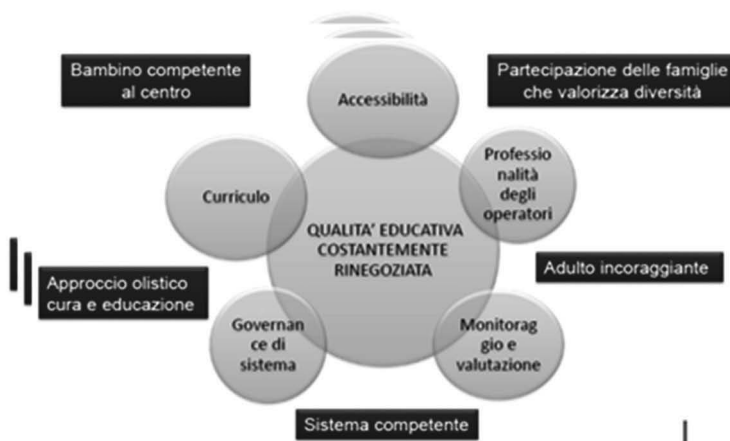 Bambino competente
al centro
Partecipazione delle famiglie
che valorizza diversità
Accessibilità
Professio
nalità
degli
operatori
Curriculo
QUALITA’ EDUCATIVA
COSTANTEMENTE
RINEGOZIATA
Adulto incoraggiante
Approccio olistico
cura e educazione
Governan
ce di
sistema
Monitorag
gio e
valutazione
Sistema competente